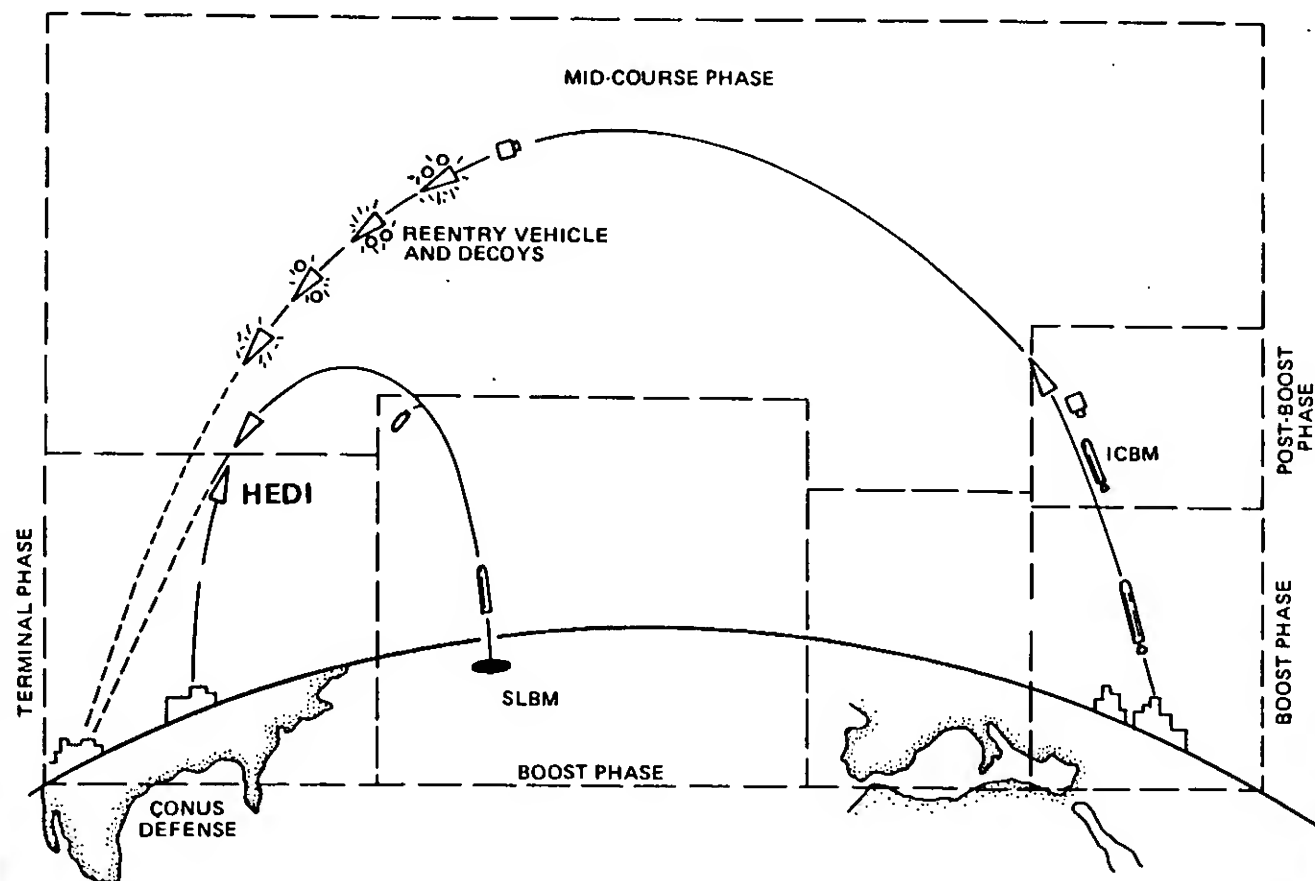 MID-COURSE PHASE
REENTRY VEHICLE
AND DECOYS
POST-BOOST
PHASE
ICBM
HEDI
TERMINAL PHASE
BOOST PHASE
SLBM
BOOST PHASE
CONUS
DEFENSE